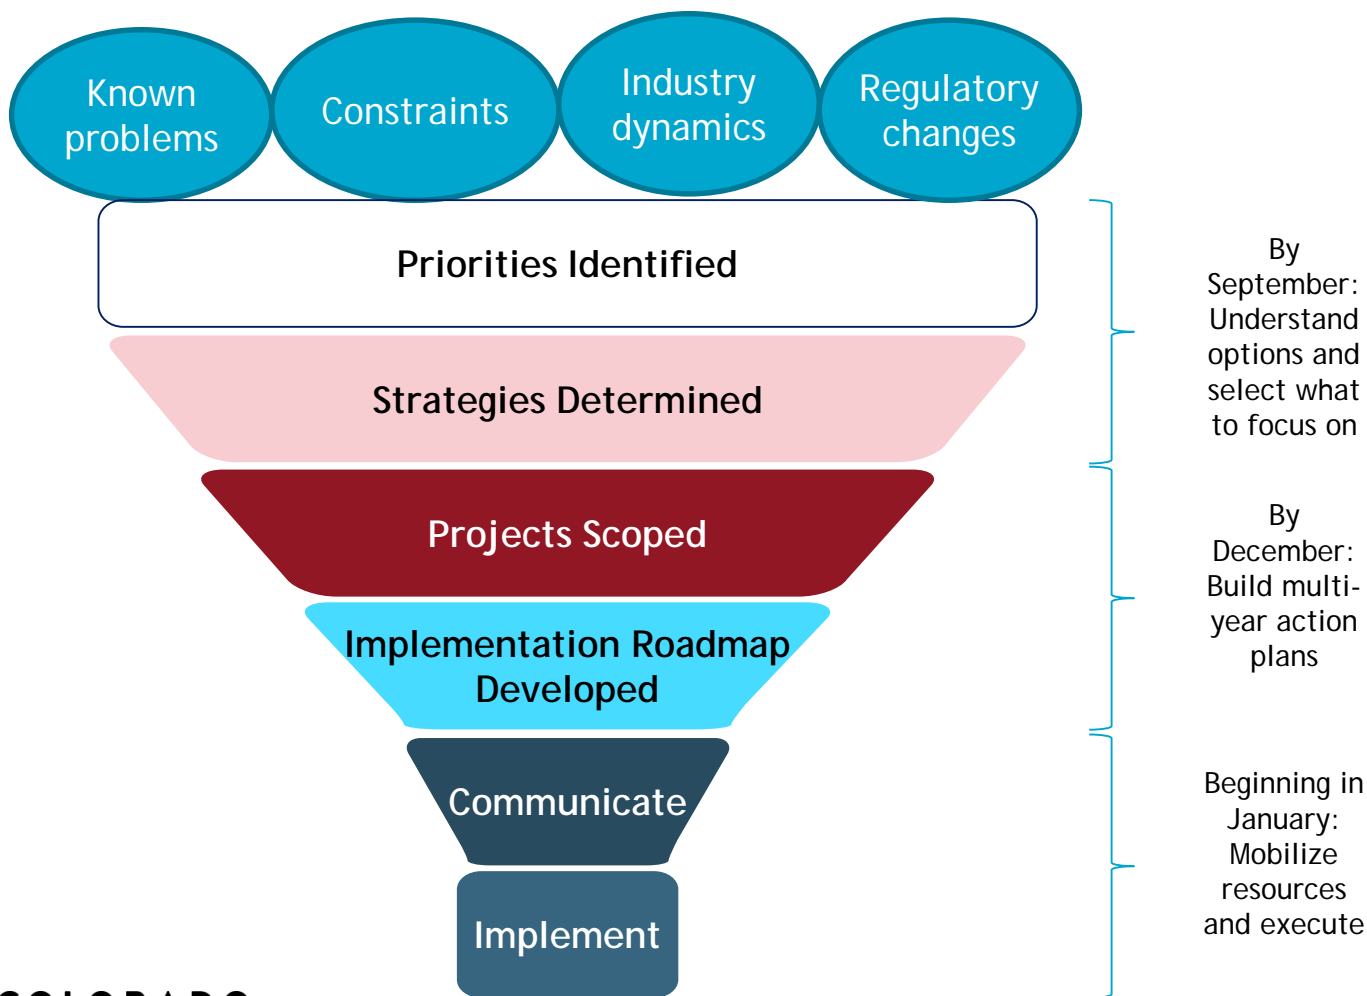 Known
problems
Constraints
Industry
dynamics
Regulatory
changes
Priorities Identified
Strategies Determined
Projects Scoped
Implementation Roadmap
Developed
Communicate
Implement
By
September:
Understand
options and
select what
to focus on
By
December:
Build multi-
year action
plans
Beginning in
January:
Mobilize
resources
and execute
COLORADO